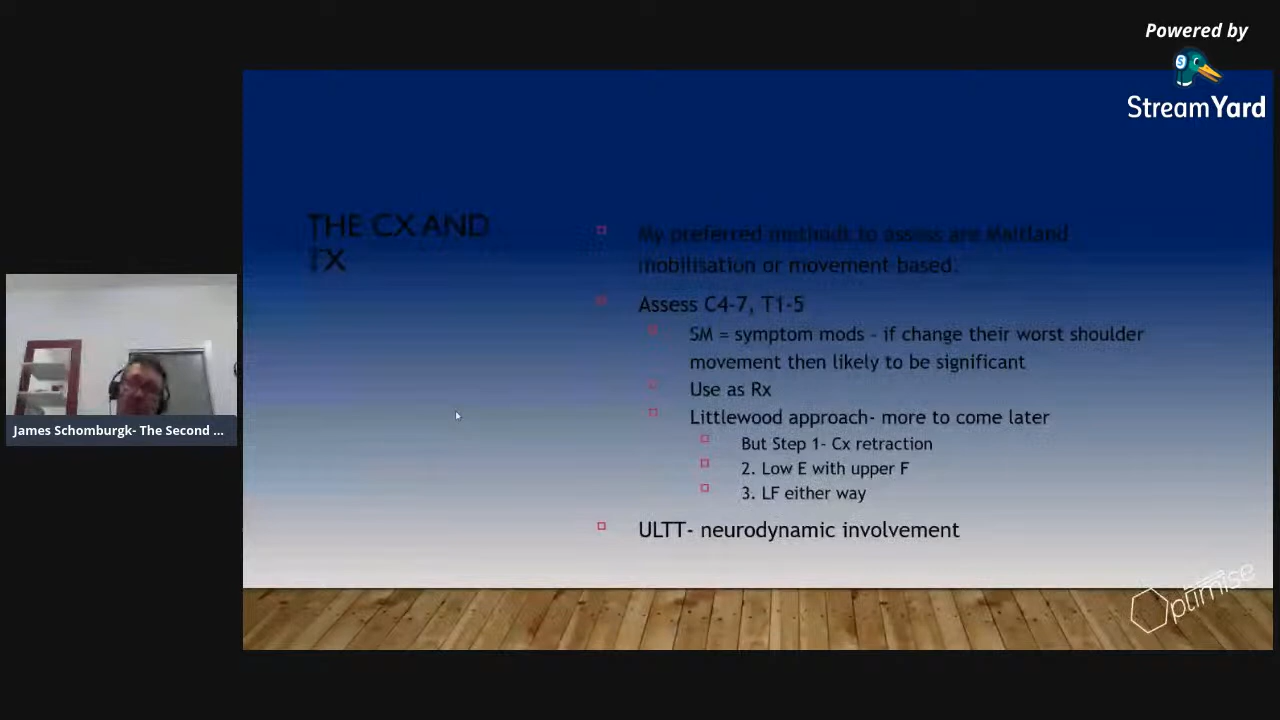 Powered by
StreamYard
THE CX AND
TX
My preferred methods to assess are Maitland
mobilisation or movement based.
Assess C4-7, T1-5
SM = symptom mods - if change their worst shoulder
movement then likely to be significant
Use as Rx
Littlewood approach- more to come later
But Step 1- Cx retraction
2. Low E with upper F
3. LF either way
ULTT- neurodynamic involvement
James Schomburgk- The Second ...
Optimise